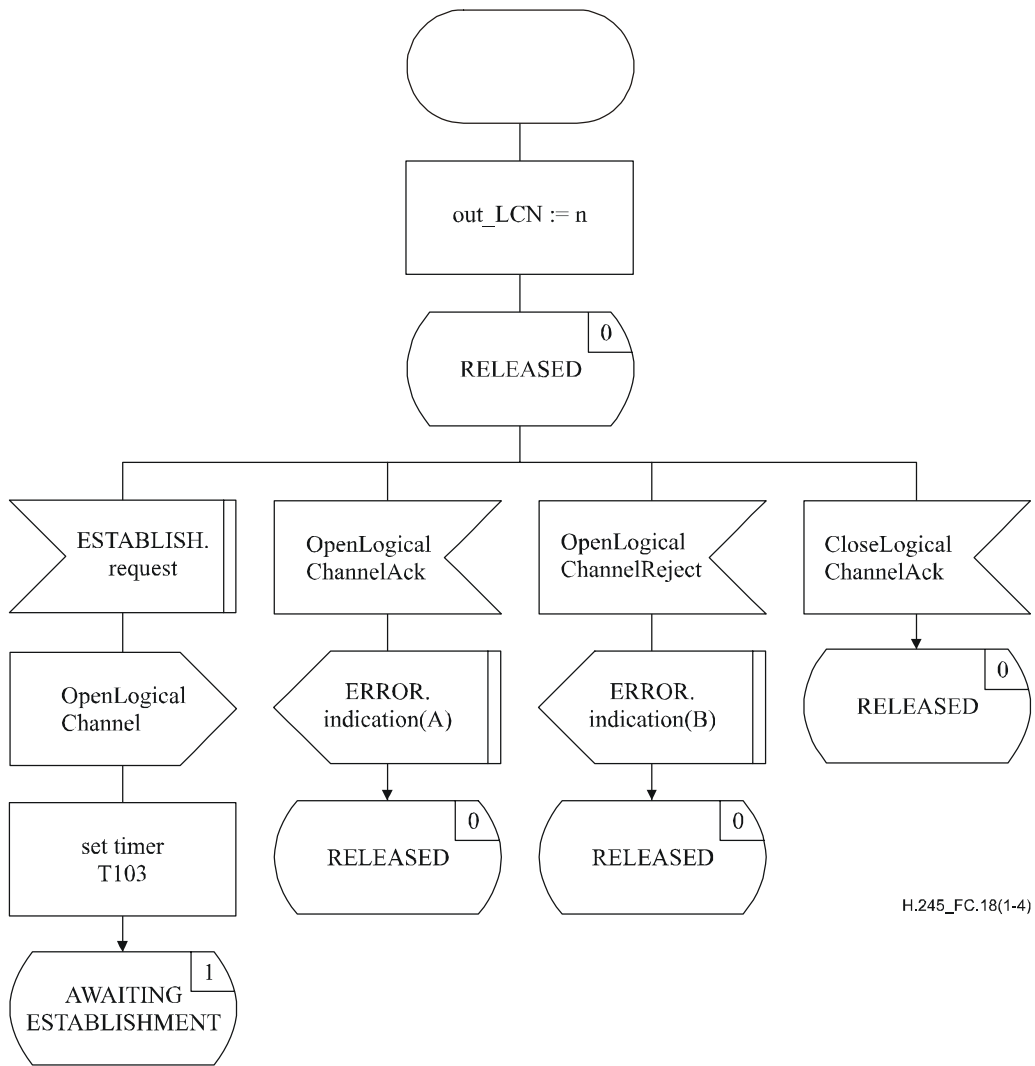 out_LCN := n
0
RELEASED
ESTABLISH.
request
OpenLogical
ChannelAck
OpenLogical
ChannelReject
CloseLogical
ChannelAck
OpenLogical
Channel
ERROR.
indication(A)
ERROR.
indication(B)
0
RELEASED
set timer
T103
0
RELEASED
0
RELEASED
H.245_FC.18(1-4)
1
AWAITING
ESTABLISHMENT